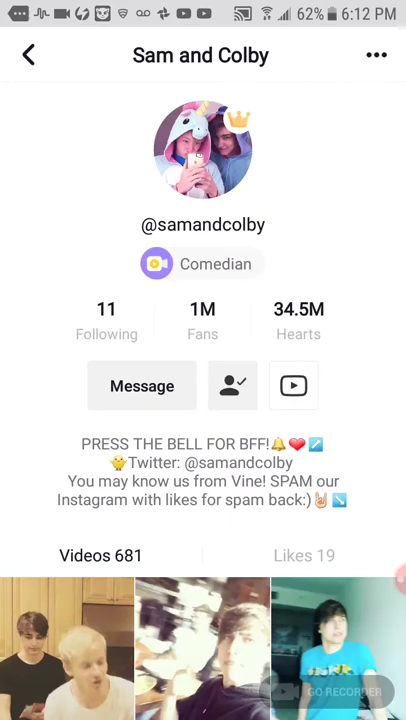 62% 6:12 PM
Sam and Colby
@samandcolby
Comedian
11 1M 34.5M
Following Fans Hearts
Message
PRESS THE BELL FOR BFF!🔔❤️↗️
🐥Twitter: @samandcolby
You may know us from Vine! SPAM our
Instagram with likes for spam back:)🤘🏻↘️
Videos 681 Likes 19
GO RECORDER